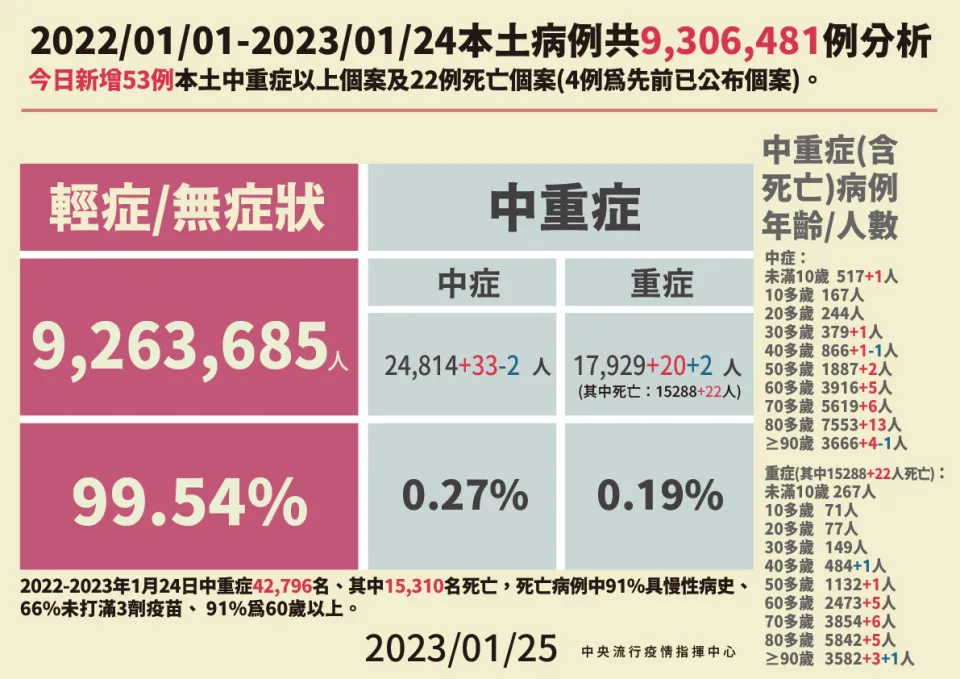 2022/01/01-2023/01/24本土病例共9,306,481例分析
今日新增53例本土中重症以上個案及22例死亡個案(4例爲先前已公布個案)。
輕症/無症狀
中重症
中症
重症
9,263,685人
24,814+33-2 人
17,929+20+2 人
(其中死亡：15288+22人)
99.54%
0.27%
0.19%
2022-2023年1月24日中重症42,796名、其中15,310名死亡，死亡病例中91%具慢性病史、
66%未打滿3劑疫苗、 91%爲60歲以上。
2023/01/25 中央流行疫情指揮中心
中重症(含
死亡)病例
年齡/人數
中症：
未滿10歲 517+1人
10多歲 167人
20多歲 244人
30多歲 379+1人
40多歲 866+1-1人
50多歲 1887+2人
60多歲 3916+5人
70多歲 5619+6人
80多歲 7553+13人
≥90歲 3666+4-1人
重症(其中15288+22人死亡)：
未滿10歲 267人
10多歲 71人
20多歲 77人
30多歲 149人
40多歲 484+1人
50多歲 1132+1人
60多歲 2473+5人
70多歲 3854+6人
80多歲 5842+5人
≥90歲 3582+3+1人